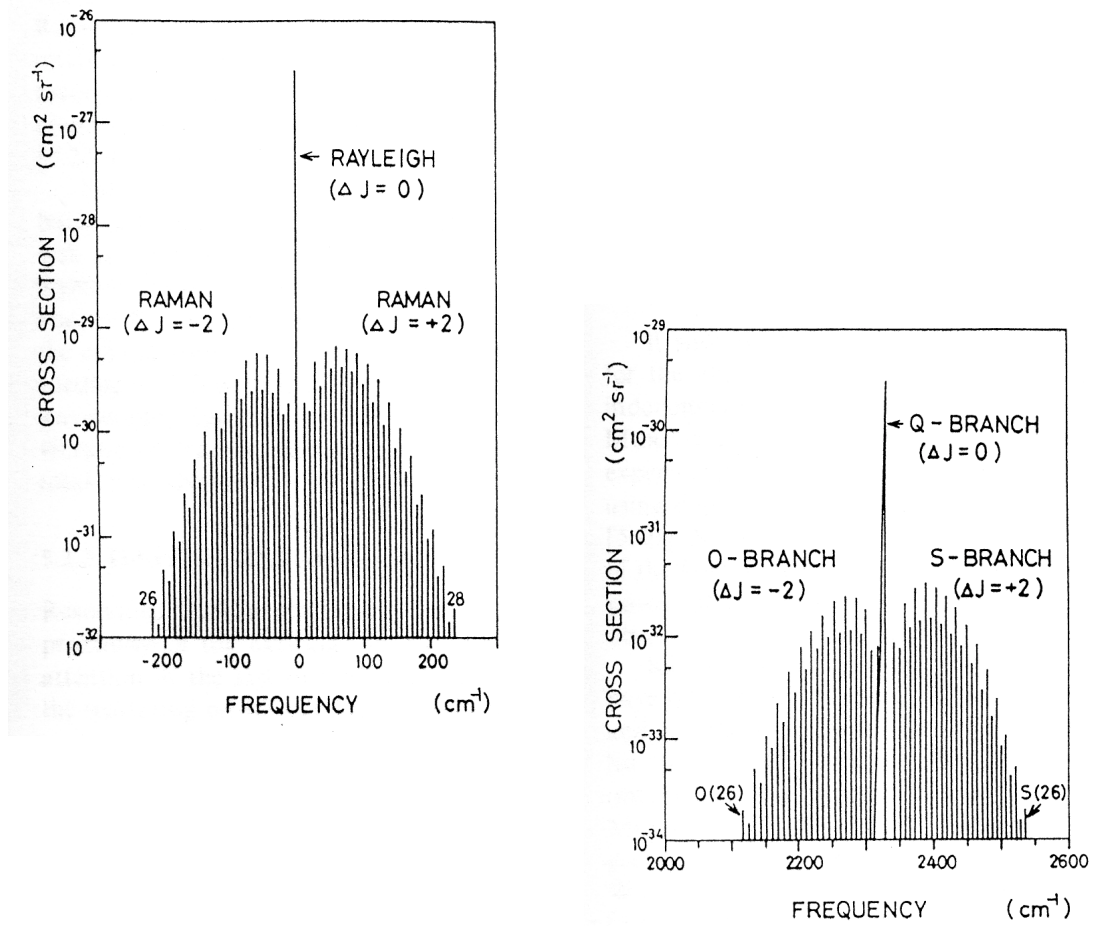 10⁻²⁶
10⁻²⁷
10⁻²⁸
10⁻²⁹
10⁻³⁰
10⁻³¹
10⁻³²
CROSS SECTION (cm² sr⁻¹)
← RAYLEIGH
(Δ J = 0)
RAMAN
(Δ J = -2)
RAMAN
(Δ J = +2)
26
28
-200 -100 0 100 200
FREQUENCY (cm⁻¹)
10⁻²⁹
10⁻³⁰
10⁻³¹
10⁻³²
10⁻³³
10⁻³⁴
CROSS SECTION (cm² sr⁻¹)
← Q - BRANCH
(ΔJ = 0)
O - BRANCH
(ΔJ = -2)
S - BRANCH
(ΔJ = +2)
O(26)
S(26)
2000 2200 2400 2600
FREQUENCY (cm⁻¹)